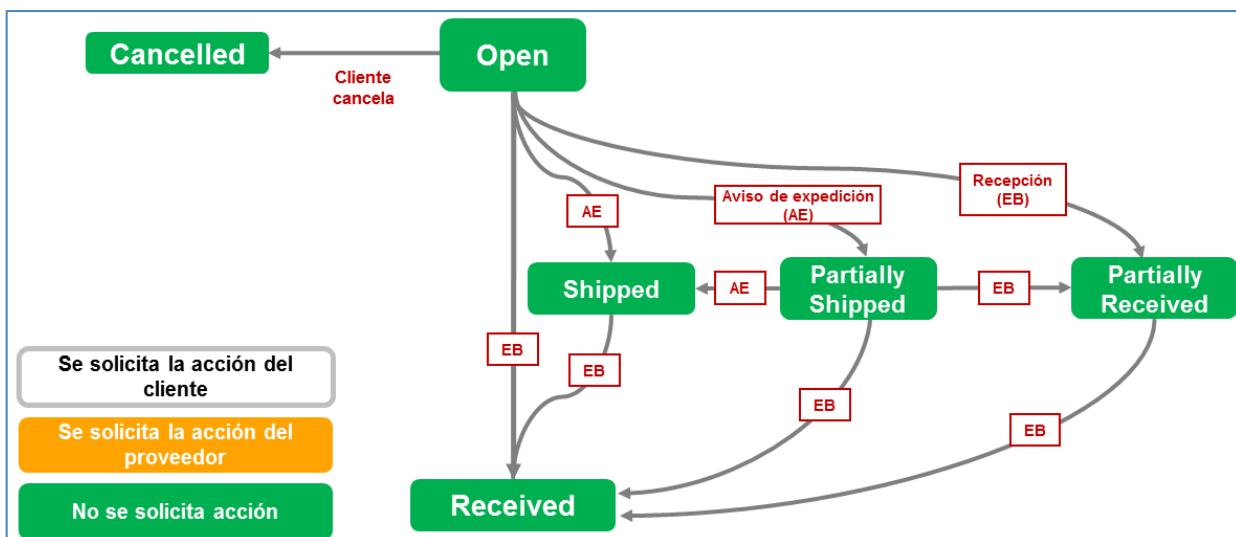 Cancelled
Open
Cliente
cancela
Recepción
(EB)
Aviso de expedición
(AE)
AE
Shipped
AE
Partially
Shipped
EB
Partially
Received
EB
EB
EB
EB
Se solicita la acción del
cliente
Se solicita la acción del
proveedor
No se solicita acción
Received